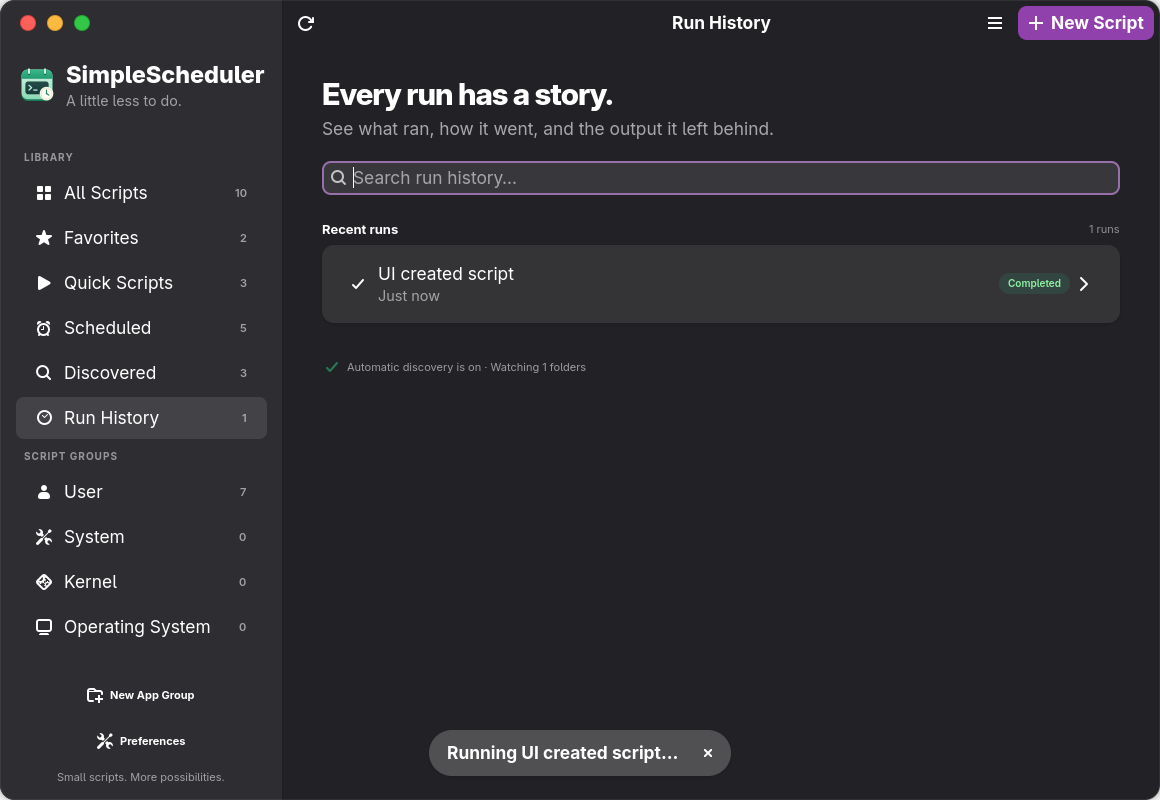 Run History
New Script
SimpleScheduler
A little less to do.
LIBRARY
All Scripts 10
Favorites 2
Quick Scripts 3
Scheduled 5
Discovered 3
Run History 1
SCRIPT GROUPS
User 7
System 0
Kernel 0
Operating System 0
New App Group
Preferences
Small scripts. More possibilities.
Every run has a story.
See what ran, how it went, and the output it left behind.
Search run history...
Recent runs 1 runs
UI created script
Just now
Completed
Automatic discovery is on · Watching 1 folders
Running UI created script...